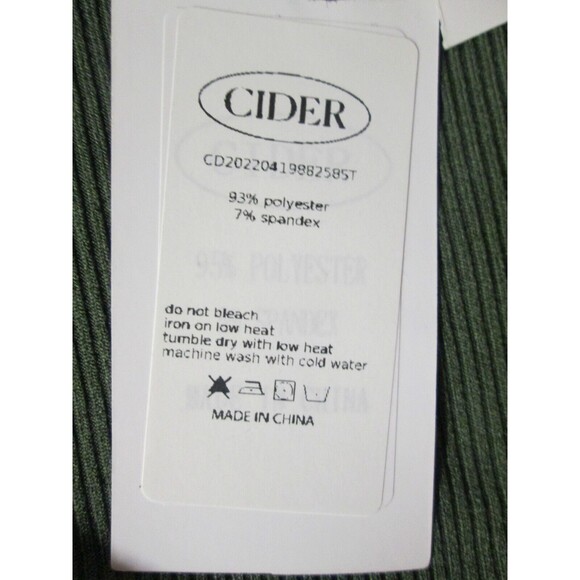 CIDER
CD20220419882585T
93% polyester
7% spandex
do not bleach
iron on low heat
tumble dry with low heat
machine wash with cold water
MADE IN CHINA